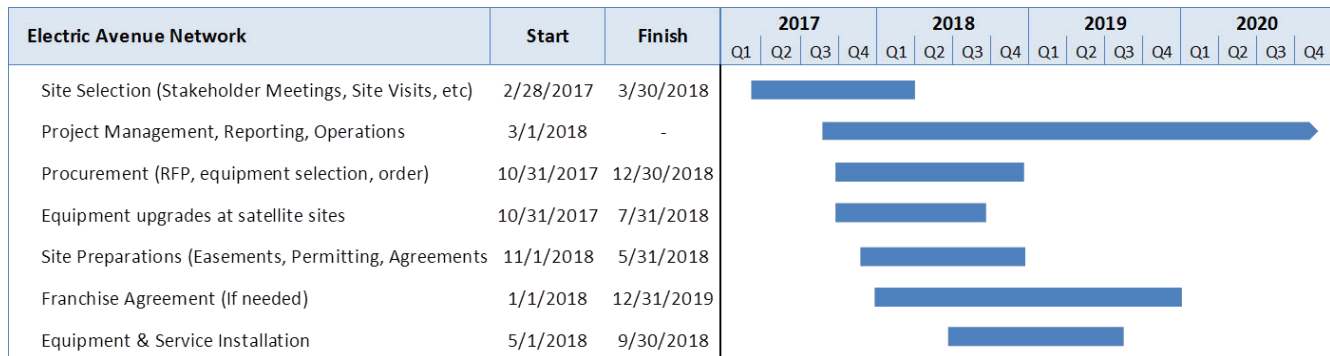 2017 2018 2019 2020
Electric Avenue Network Start Finish
Q1 Q2 Q3 Q4 Q1 Q2 Q3 Q4 Q1 Q2 Q3 Q4 Q1 Q2 Q3 Q4
Site Selection (Stakeholder Meetings, Site Visits, etc) 2/28/2017 3/30/2018
Project Management, Reporting, Operations 3/1/2018 -
Procurement (RFP, equipment selection, order) 10/31/2017 12/30/2018
Equipment upgrades at satellite sites 10/31/2017 7/31/2018
Site Preparations (Easements, Permitting, Agreements 11/1/2018 5/31/2018
Franchise Agreement (If needed) 1/1/2018 12/31/2019
Equipment & Service Installation 5/1/2018 9/30/2018